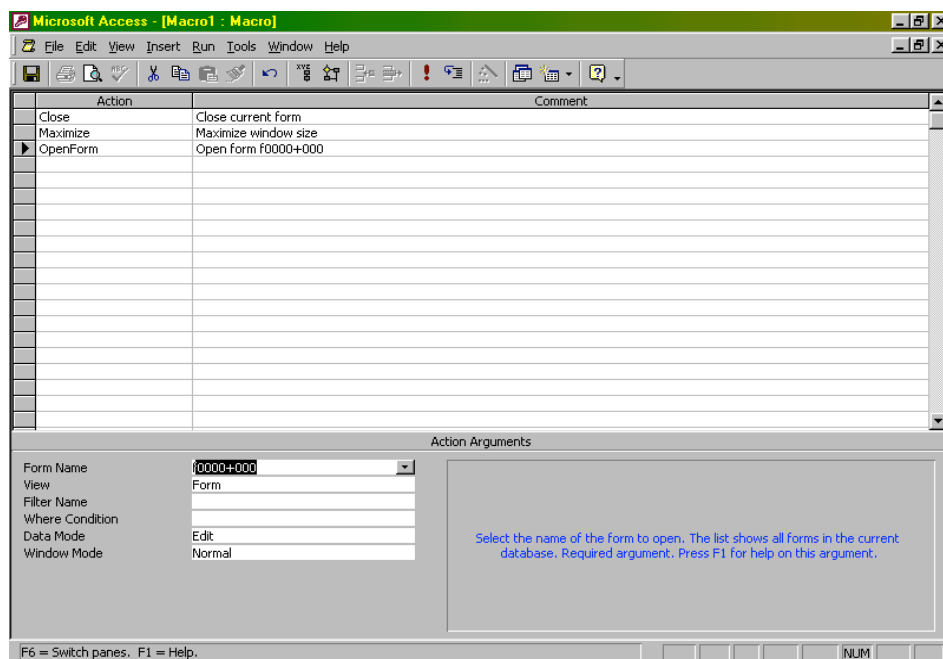 Microsoft Access - [Macro1 : Macro]
File Edit View Insert Run Tools Window Help
Action Comment
Close Close current form
Maximize Maximize window size
OpenForm Open form f0000+000
Action Arguments
Form Name f0000+000
View Form
Filter Name
Where Condition
Data Mode Edit
Window Mode Normal
Select the name of the form to open. The list shows all forms in the current
database. Required argument. Press F1 for help on this argument.
F6 = Switch panes. F1 = Help. NUM